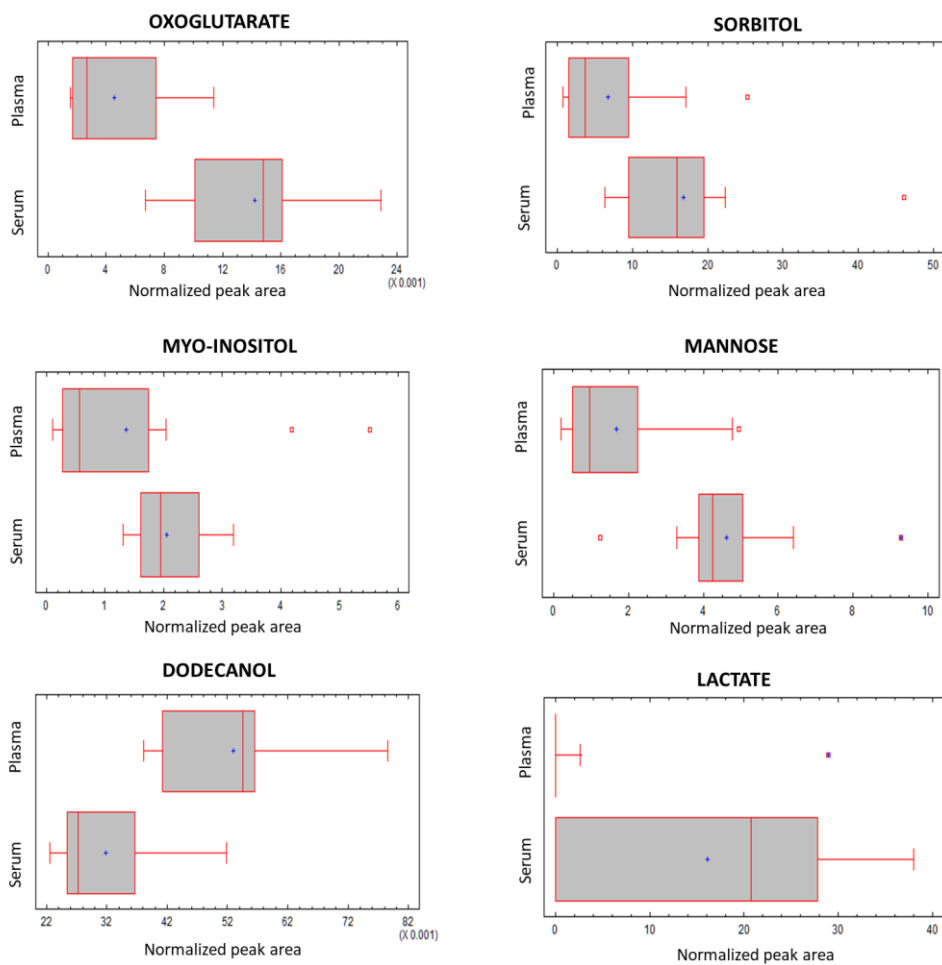 OXOGLUTARATE
Plasma
Serum
0 4 8 12 16 20 24
(X 0.001)
Normalized peak area
SORBITOL
Plasma
Serum
0 10 20 30 40 50
Normalized peak area
MYO-INOSITOL
Plasma
Serum
0 1 2 3 4 5 6
Normalized peak area
MANNOSE
Plasma
Serum
0 2 4 6 8 10
Normalized peak area
DODECANOL
Plasma
Serum
22 32 42 52 62 72 82
(X 0.001)
Normalized peak area
LACTATE
Plasma
Serum
0 10 20 30 40
Normalized peak area